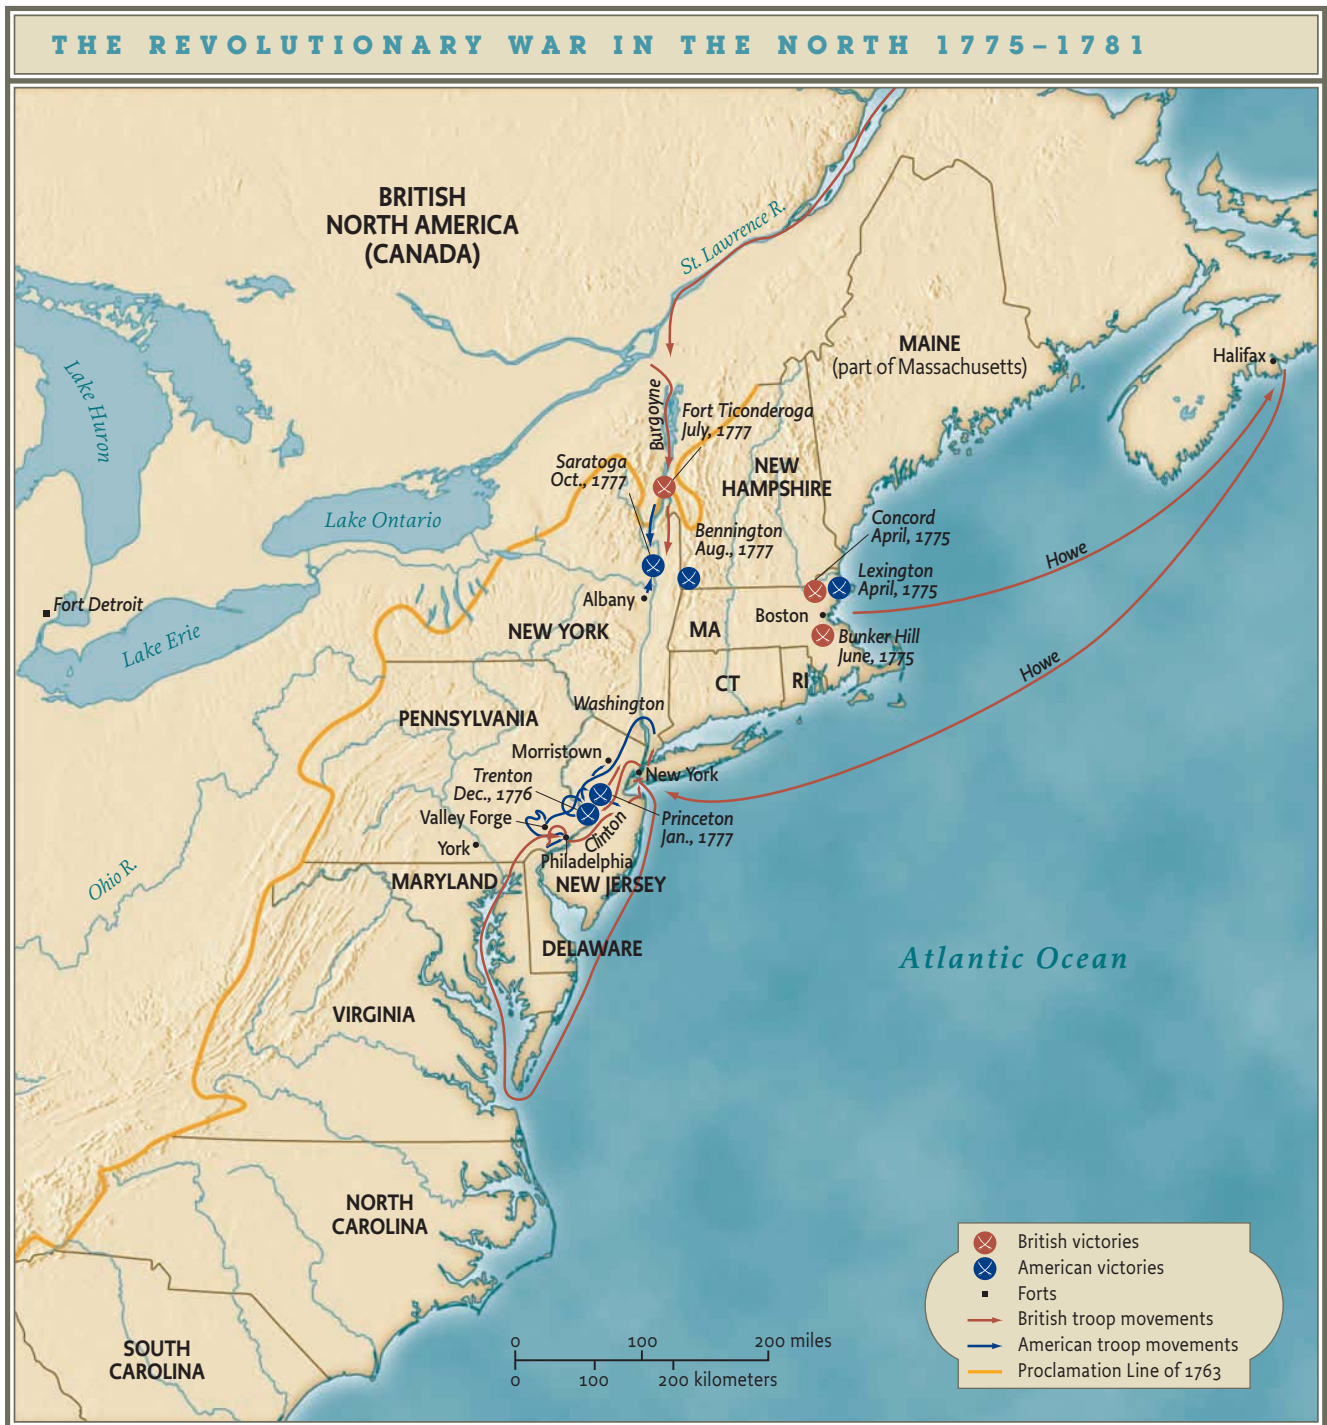 THE REVOLUTIONARY WAR IN THE NORTH 1775–1781
BRITISH
NORTH AMERICA
(CANADA)
St. Lawrence R.
MAINE
(part of Massachusetts)
Halifax
Lake Huron
Burgoyne
Fort Ticonderoga
July, 1777
Saratoga
Oct., 1777
NEW
HAMPSHIRE
Lake Ontario
Concord
April, 1775
Bennington
Aug., 1777
Howe
Lexington
April, 1775
Fort Detroit
Albany
Boston
Lake Erie
NEW YORK
MA
Bunker Hill
June, 1775
Howe
CT
RI
Washington
PENNSYLVANIA
Morristown
New York
Trenton
Dec., 1776
Valley Forge
Princeton
Jan., 1777
Clinton
York
Philadelphia
Ohio R.
MARYLAND
NEW JERSEY
DELAWARE
Atlantic Ocean
VIRGINIA
NORTH
CAROLINA
SOUTH
CAROLINA
0 100 200 miles
0 100 200 kilometers
British victories
American victories
Forts
British troop movements
American troop movements
Proclamation Line of 1763